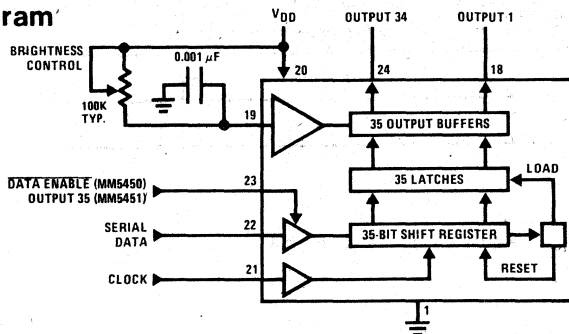 ram
VDD
OUTPUT 34
OUTPUT 1
BRIGHTNESS
CONTROL
0.001 μF
20
24
18
100K
TYP.
19
35 OUTPUT BUFFERS
DATA ENABLE (MM5450)
OUTPUT 35 (MM5451)
23
LOAD
35 LATCHES
SERIAL
DATA
22
35-BIT SHIFT REGISTER
CLOCK
21
RESET
1